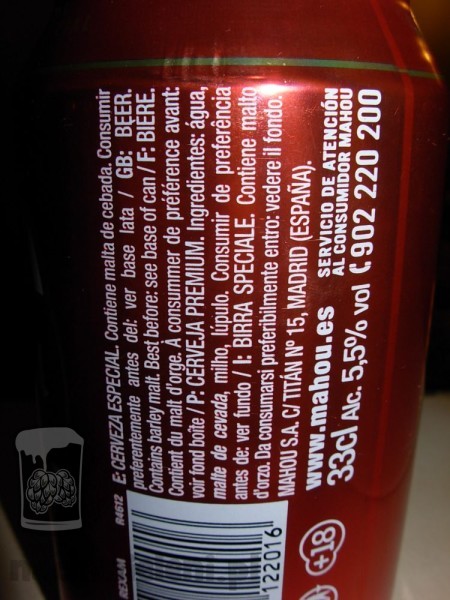 E: CERVEZA ESPECIAL. Contiene malta de cebada. Consumir
preferentemente antes del: ver base lata / GB: BEER.
Contains barley malt. Best before: see base of can / F: BIÈRE.
Contient du malt d'orge. À consummer de préférence avant:
voir fond boîte / P: CERVEJA PREMIUM. Ingredientes: água,
malte de cevada, milho, lúpulo. Consumir de preferência
antes de: ver fundo / I: BIRRA SPECIALE. Contiene malto
d'orzo. Da consumarsi preferibilmente entro: vedere il fondo.
MAHOU S.A. C/ TITÁN Nº 15, MADRID (ESPAÑA).
www.mahou.es
SERVICIO DE ATENCIÓN
AL CONSUMIDOR MAHOU
33cl Alc. 5,5% vol
902 220 200
REXAM
R4612
122016
+18